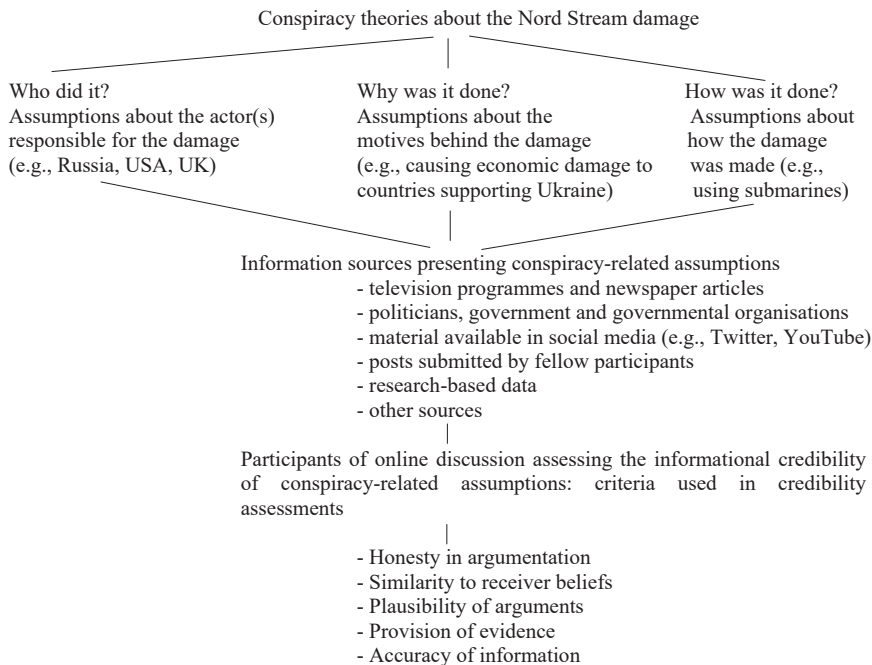 Conspiracy theories about the Nord Stream damage
Who did it?
Assumptions about the actor(s)
responsible for the damage
(e.g., Russia, USA, UK)
Why was it done?
Assumptions about the
motives behind the damage
(e.g., causing economic damage to
countries supporting Ukraine)
How was it done?
Assumptions about
how the damage
was made (e.g.,
using submarines)
Information sources presenting conspiracy-related assumptions
- television programmes and newspaper articles
- politicians, government and governmental organisations
- material available in social media (e.g., Twitter, YouTube)
- posts submitted by fellow participants
- research-based data
- other sources
Participants of online discussion assessing the informational credibility
of conspiracy-related assumptions: criteria used in credibility
assessments
- Honesty in argumentation
- Similarity to receiver beliefs
- Plausibility of arguments
- Provision of evidence
- Accuracy of information